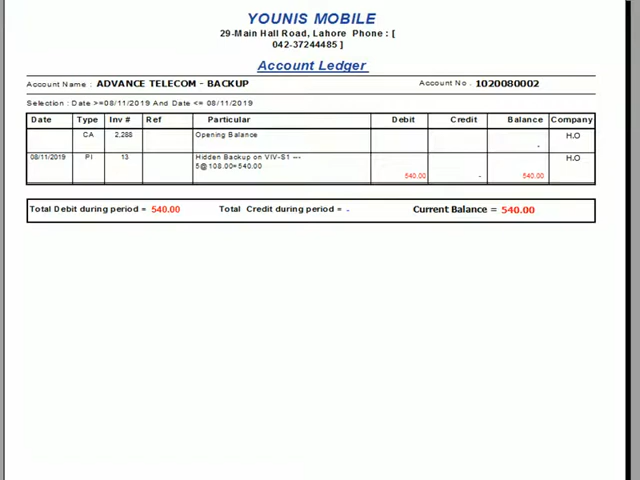 YOUNIS MOBILE
29-Main Hall Road, Lahore Phone : [
042-37244485 ]
Account Ledger
Account Name : ADVANCE TELECOM - BACKUP Account No . 1020080002
Selection : Date >=08/11/2019 And Date <= 08/11/2019
Date Type Inv # Ref Particular Debit Credit Balance Company
CA 2,288 Opening Balance - H.O
08/11/2019 PI 13 Hidden Backup on VIV-S1 ---
5@108.00=540.00 540.00 - 540.00 H.O
Total Debit during period = 540.00 Total Credit during period = - Current Balance = 540.00